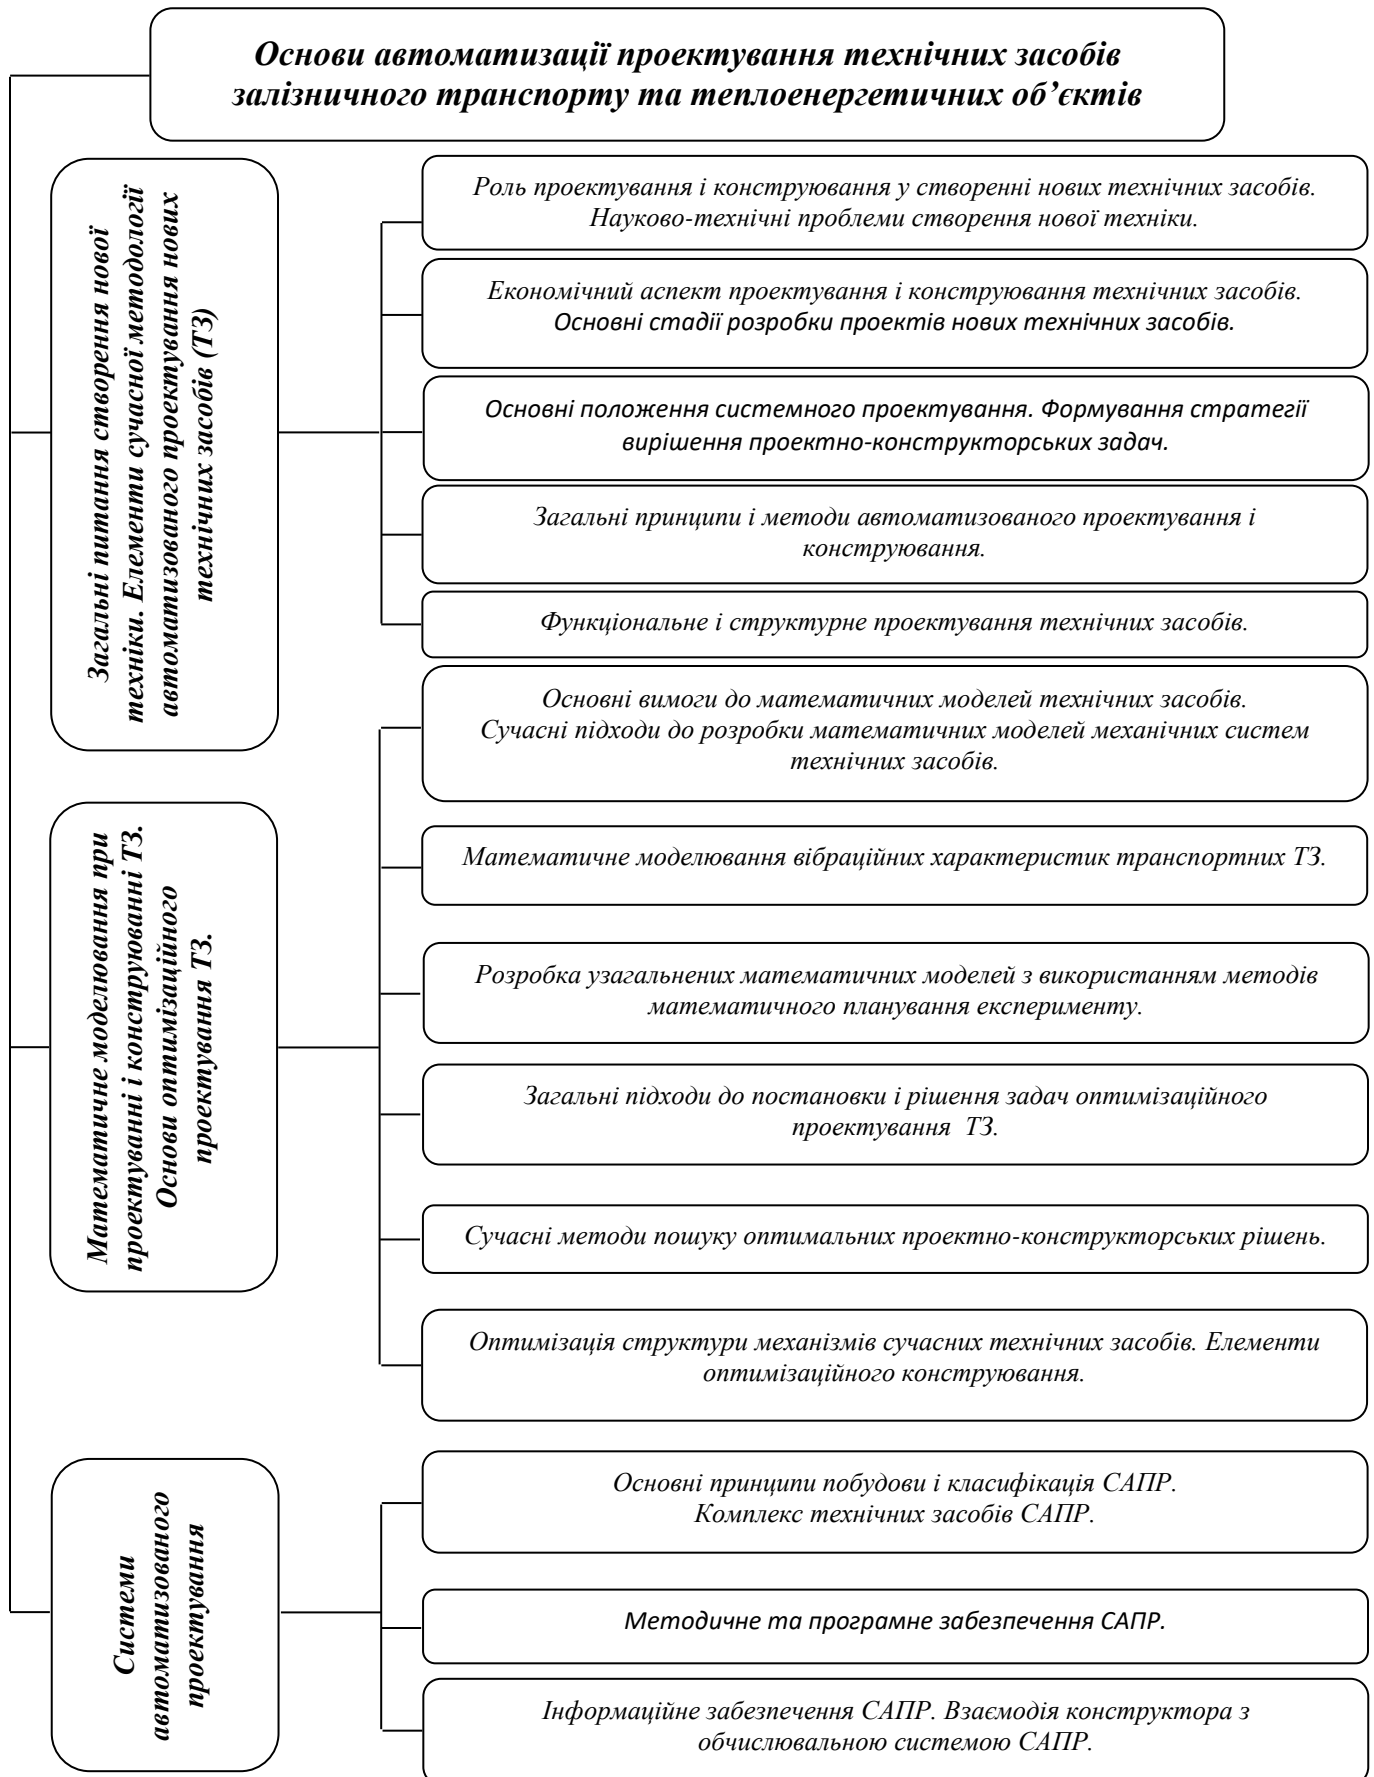 Основи автоматизації проектування технічних засобів
залізничного транспорту та теплоенергетичних об’єктів
Загальні питання створення нової
техніки. Елементи сучасної методології
автоматизованого проектування нових
технічних засобів (ТЗ)
Роль проектування і конструювання у створенні нових технічних засобів.
Науково-технічні проблеми створення нової техніки.
Економічний аспект проектування і конструювання технічних засобів.
Основні стадії розробки проектів нових технічних засобів.
Основні положення системного проектування. Формування стратегії
вирішення проектно-конструкторських задач.
Загальні принципи і методи автоматизованого проектування і
конструювання.
Функціональне і структурне проектування технічних засобів.
Математичне моделювання при
проектуванні і конструюванні ТЗ.
Основи оптимізаційного
проектування ТЗ.
Основні вимоги до математичних моделей технічних засобів.
Сучасні підходи до розробки математичних моделей механічних систем
технічних засобів.
Математичне моделювання вібраційних характеристик транспортних ТЗ.
Розробка узагальнених математичних моделей з використанням методів
математичного планування експерименту.
Загальні підходи до постановки і рішення задач оптимізаційного
проектування ТЗ.
Сучасні методи пошуку оптимальних проектно-конструкторських рішень.
Оптимізація структури механізмів сучасних технічних засобів. Елементи
оптимізаційного конструювання.
Системи
автоматизованого
проектування
Основні принципи побудови і класифікація САПР.
Комплекс технічних засобів САПР.
Методичне та програмне забезпечення САПР.
Інформаційне забезпечення САПР. Взаємодія конструктора з
обчислювальною системою САПР.